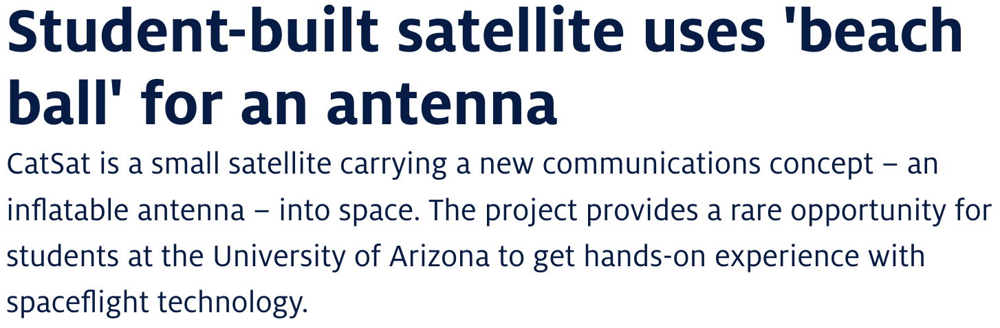 Student-built satellite uses 'beach
ball' for an antenna
CatSat is a small satellite carrying a new communications concept – an
inflatable antenna – into space. The project provides a rare opportunity for
students at the University of Arizona to get hands-on experience with
spaceflight technology.